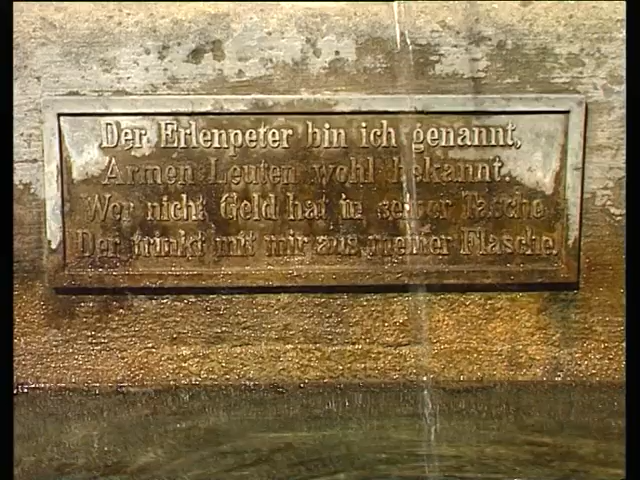 Der Erlenpeter bin ich genannt,
Armen Leuten wohl bekannt.
Wer nicht Geld hat in seiner Tasche
Der trinkt mit mir aus meiner Flasche.